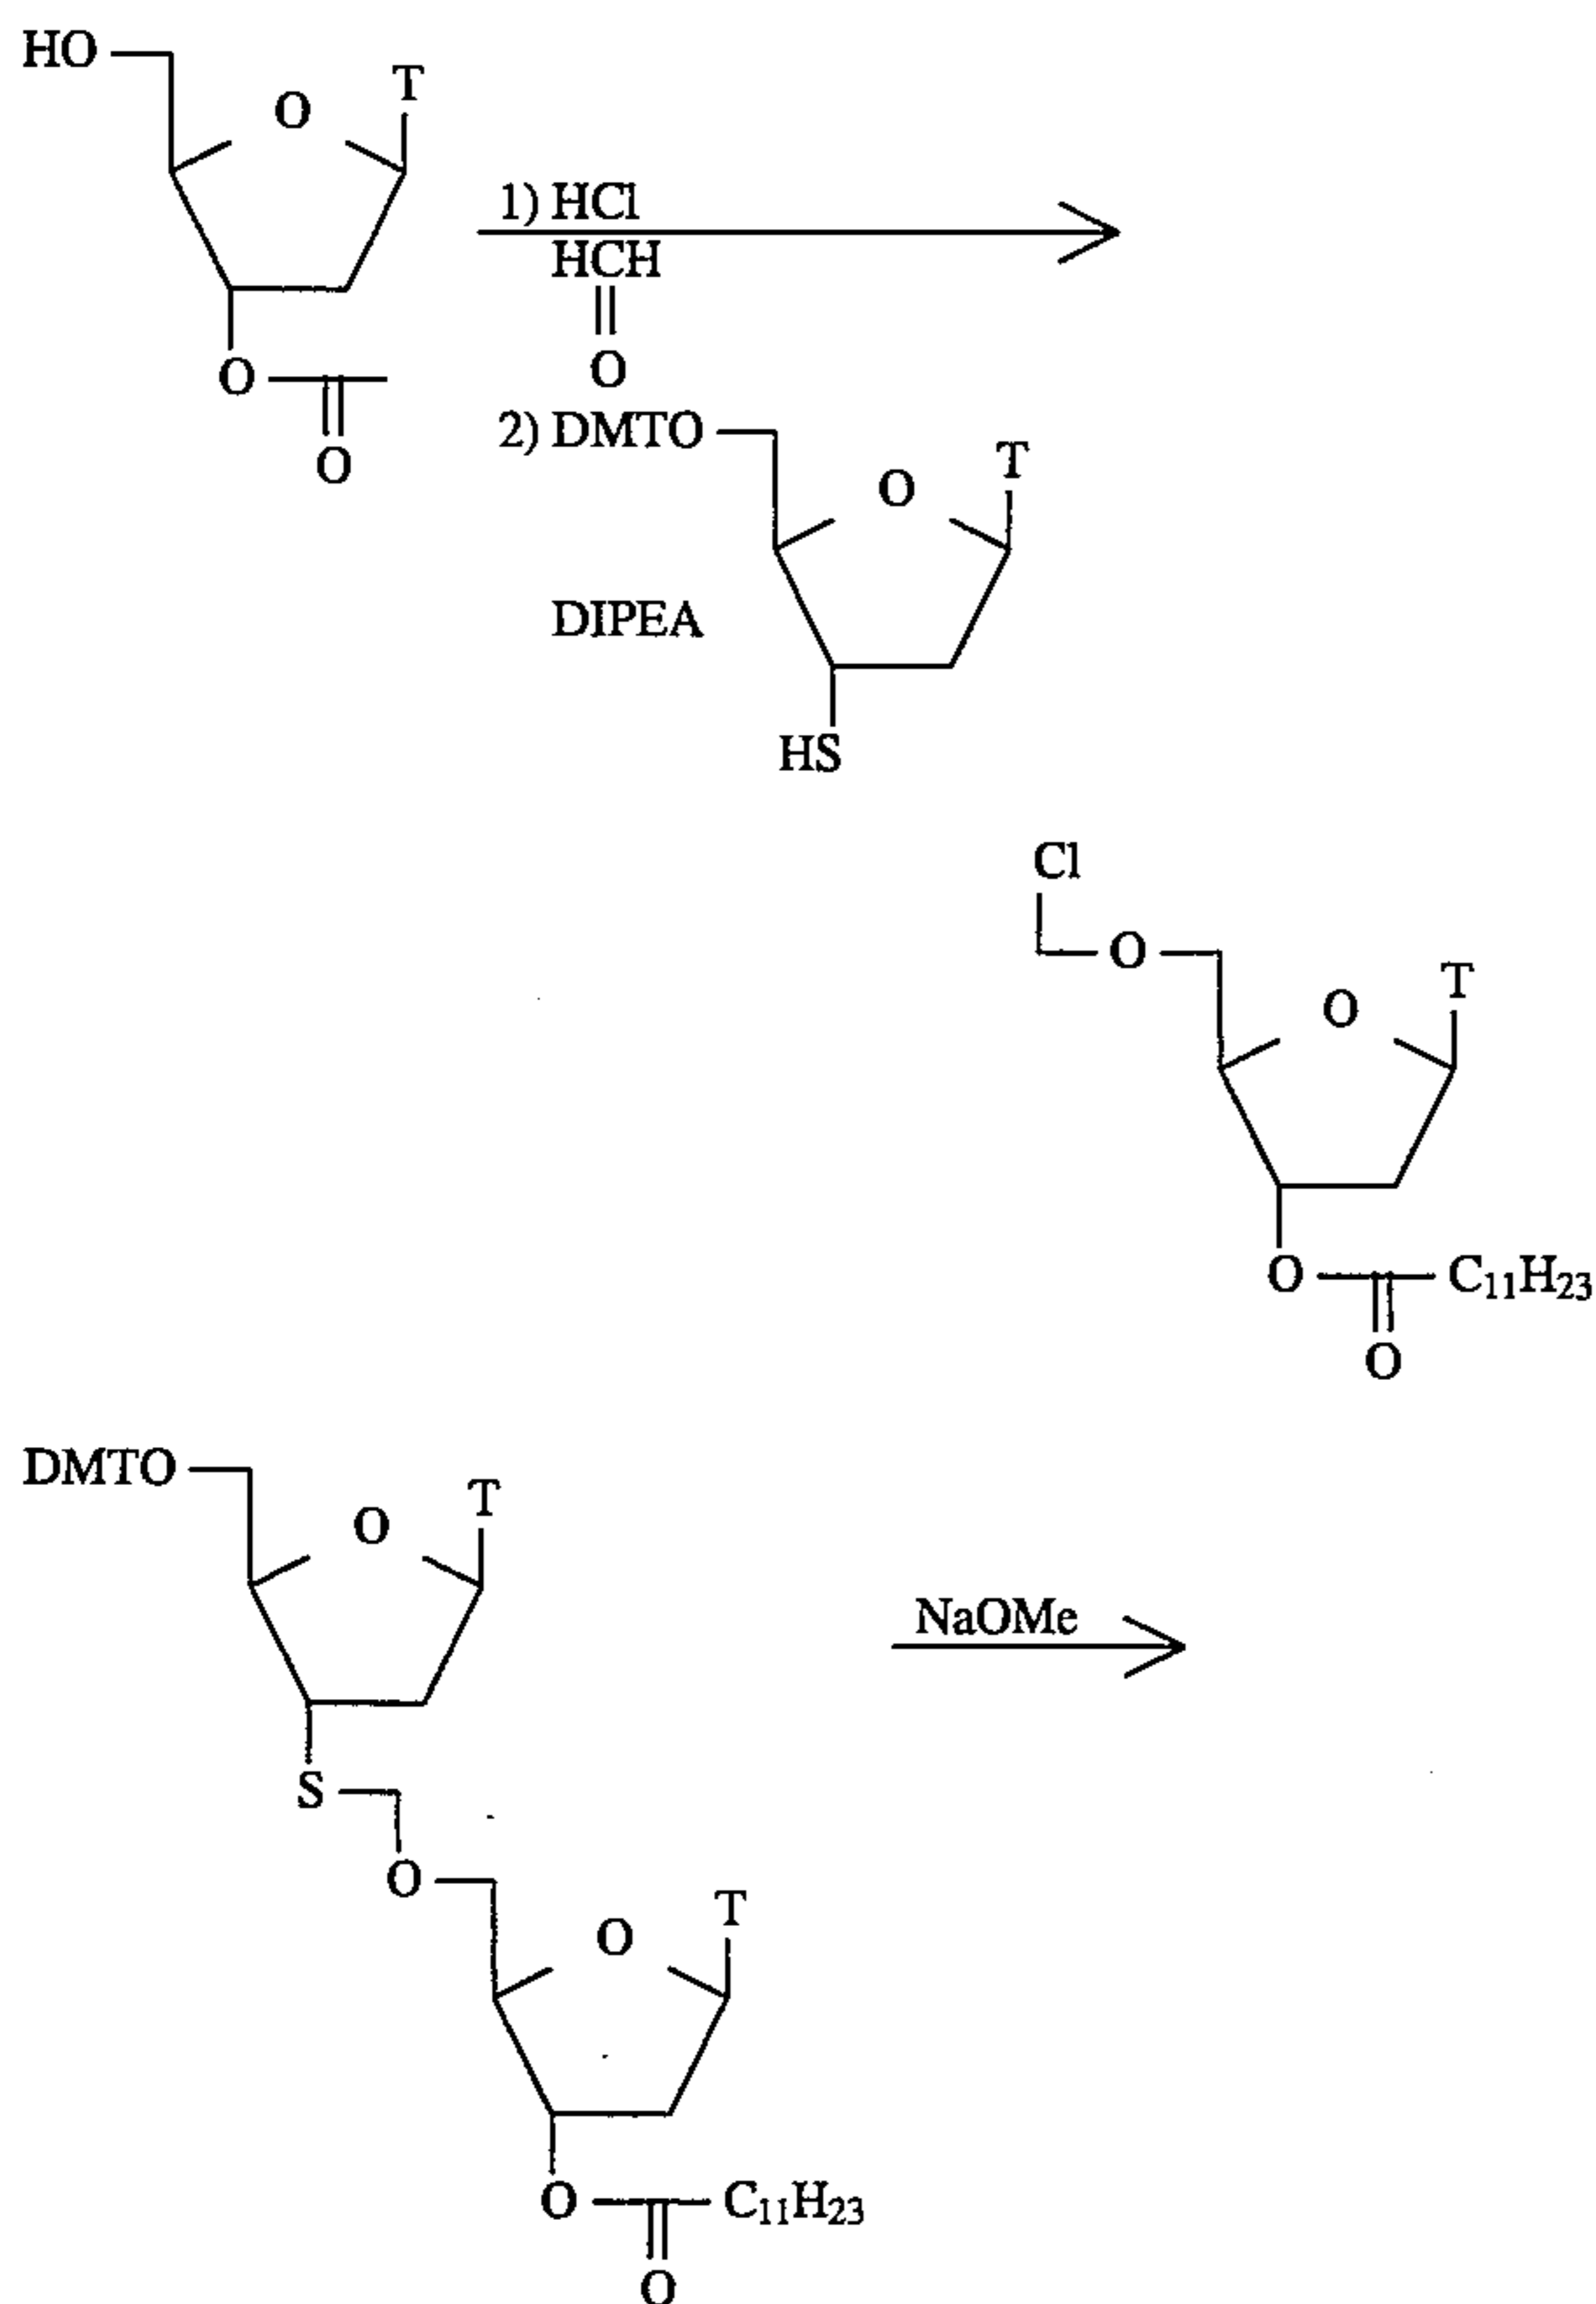 HO
T
O
1) HCl
HCH
O
O
O
2) DMTO
T
O
DIPEA
HS
Cl
O
T
O
O
C11H23
O
DMTO
T
O
NaOMe
S
O
T
O
O
C11H23
O